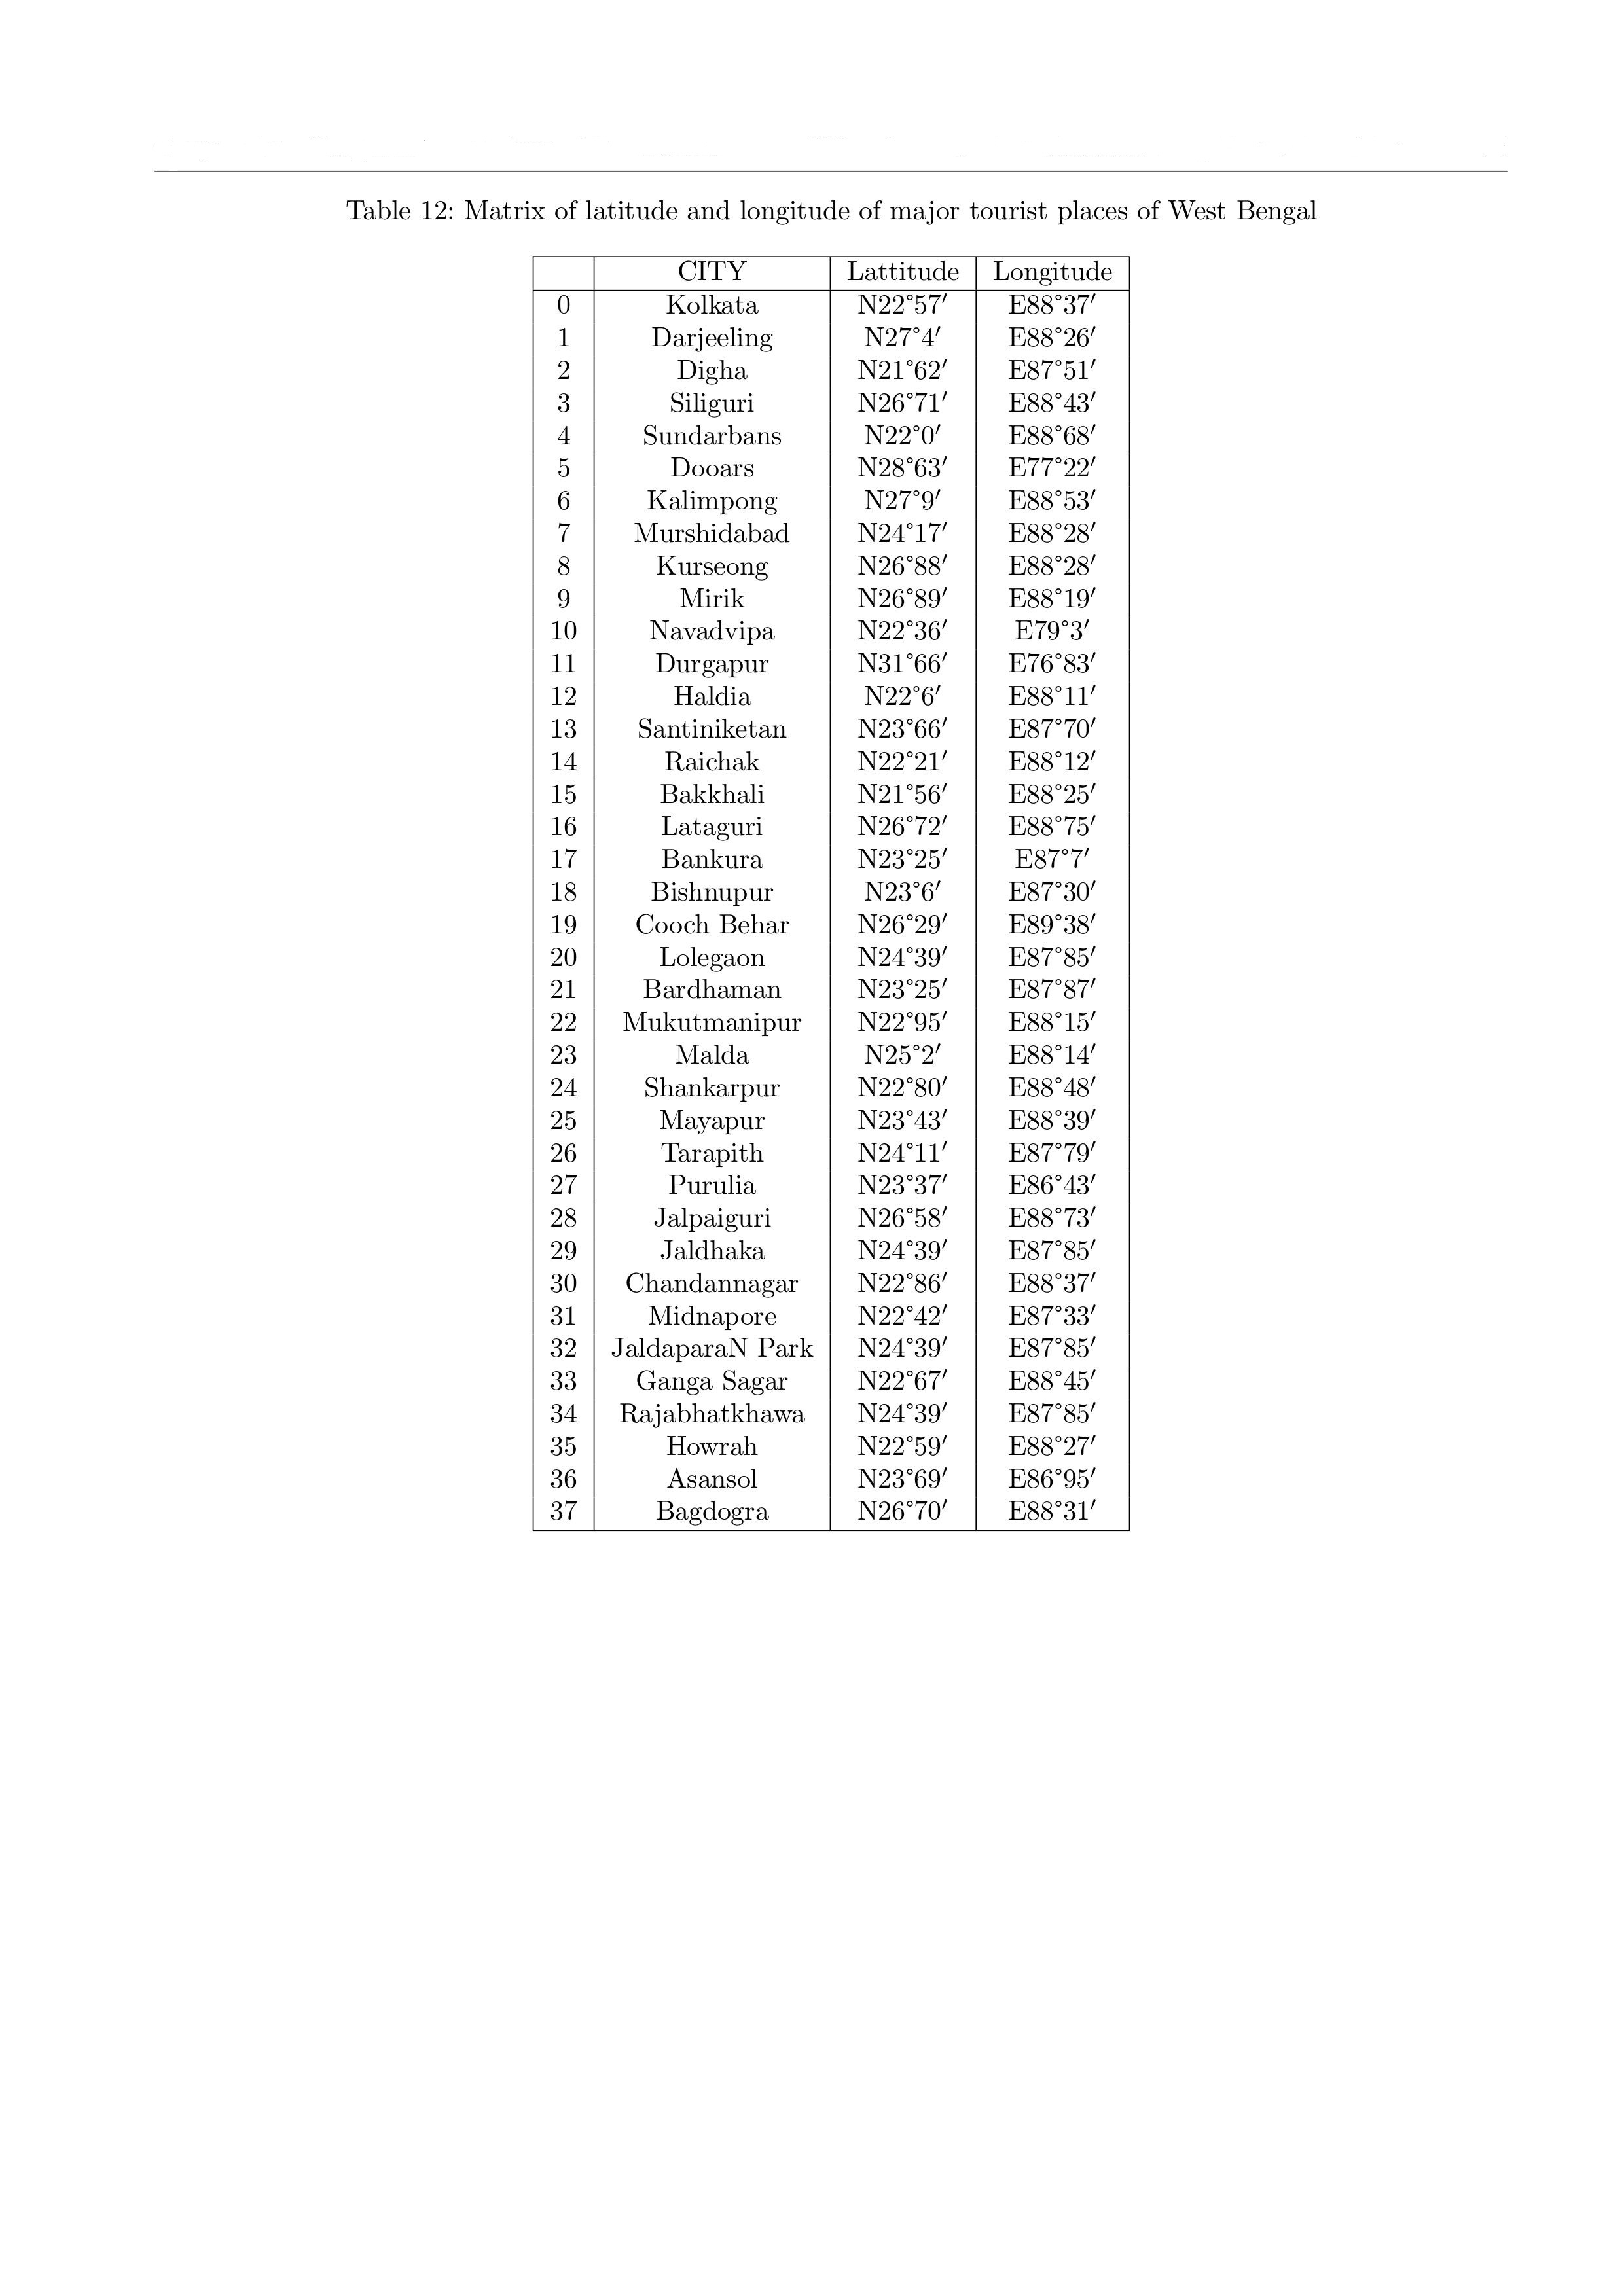 Table 12: Matrix of latitude and longitude of major tourist places of West Bengal
CITY Lattitude Longitude
0 Kolkata N22°57′ E88°37′
1 Darjeeling N27°4′ E88°26′
2 Digha N21°62′ E87°51′
3 Siliguri N26°71′ E88°43′
4 Sundarbans N22°0′ E88°68′
5 Dooars N28°63′ E77°22′
6 Kalimpong N27°9′ E88°53′
7 Murshidabad N24°17′ E88°28′
8 Kurseong N26°88′ E88°28′
9 Mirik N26°89′ E88°19′
10 Navadvipa N22°36′ E79°3′
11 Durgapur N31°66′ E76°83′
12 Haldia N22°6′ E88°11′
13 Santiniketan N23°66′ E87°70′
14 Raichak N22°21′ E88°12′
15 Bakkhali N21°56′ E88°25′
16 Lataguri N26°72′ E88°75′
17 Bankura N23°25′ E87°7′
18 Bishnupur N23°6′ E87°30′
19 Cooch Behar N26°29′ E89°38′
20 Lolegaon N24°39′ E87°85′
21 Bardhaman N23°25′ E87°87′
22 Mukutmanipur N22°95′ E88°15′
23 Malda N25°2′ E88°14′
24 Shankarpur N22°80′ E88°48′
25 Mayapur N23°43′ E88°39′
26 Tarapith N24°11′ E87°79′
27 Purulia N23°37′ E86°43′
28 Jalpaiguri N26°58′ E88°73′
29 Jaldhaka N24°39′ E87°85′
30 Chandannagar N22°86′ E88°37′
31 Midnapore N22°42′ E87°33′
32 JaldaparaN Park N24°39′ E87°85′
33 Ganga Sagar N22°67′ E88°45′
34 Rajabhatkhawa N24°39′ E87°85′
35 Howrah N22°59′ E88°27′
36 Asansol N23°69′ E86°95′
37 Bagdogra N26°70′ E88°31′